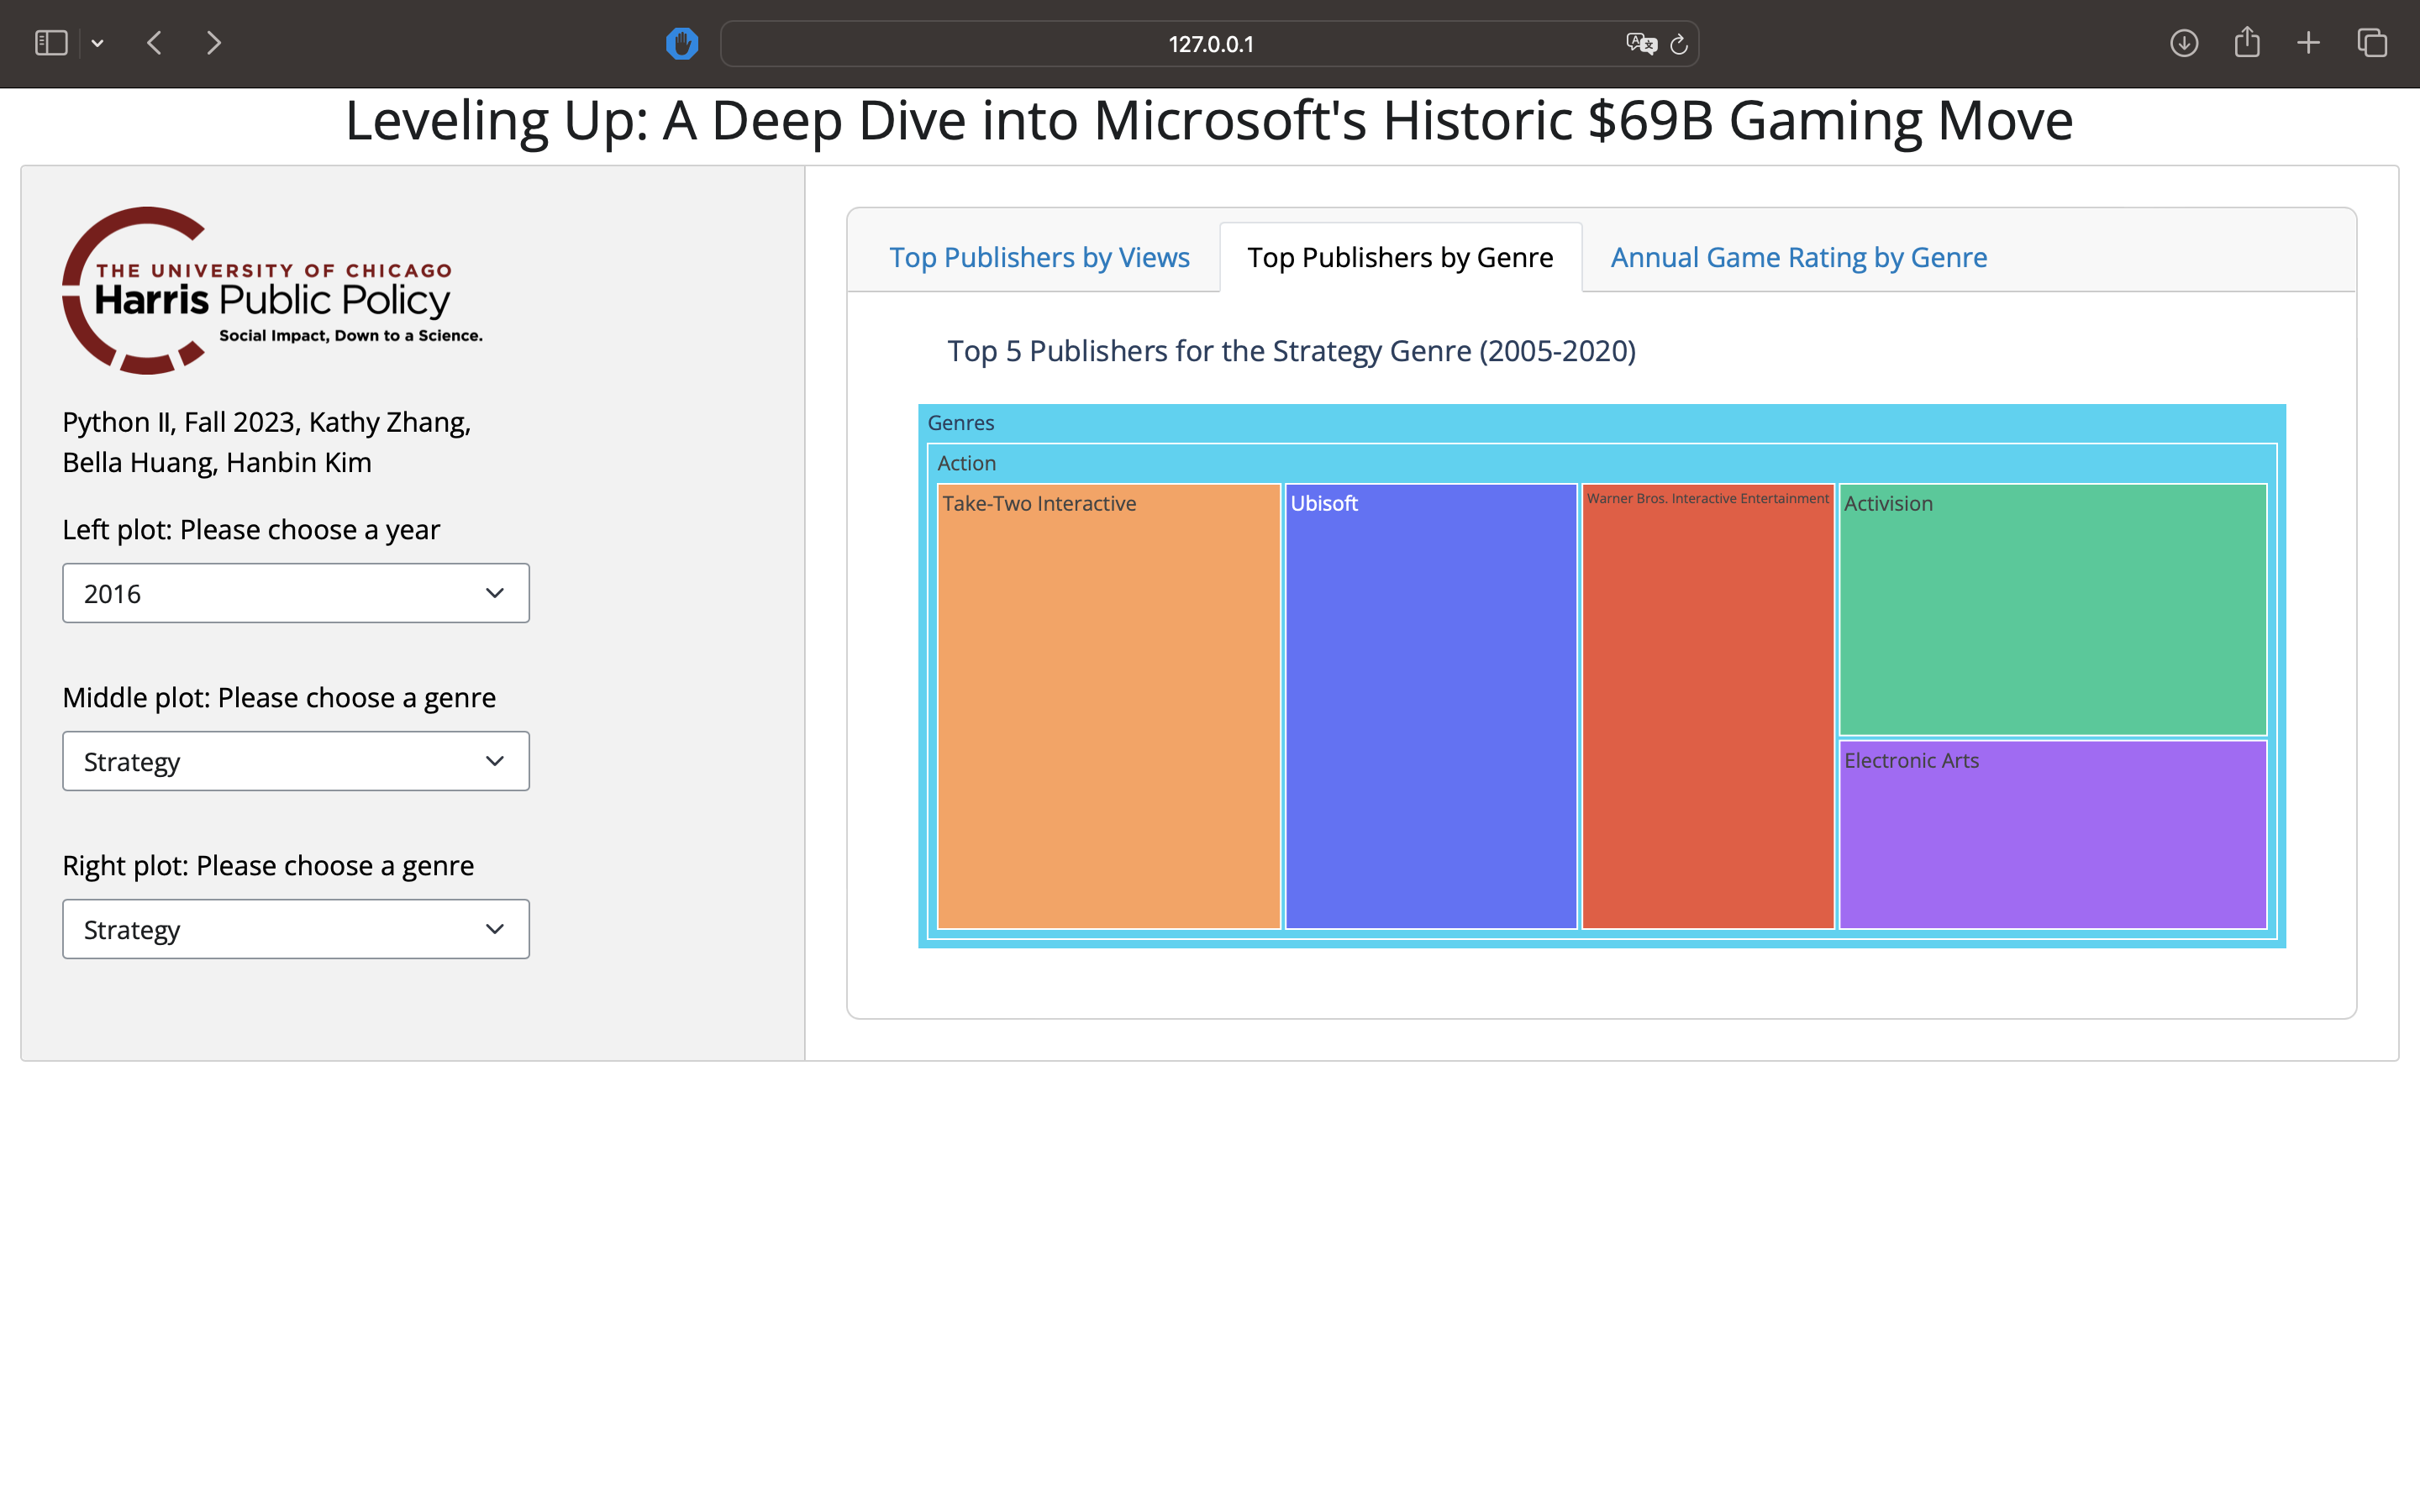 127.0.0.1
Leveling Up: A Deep Dive into Microsoft's Historic $69B Gaming Move
THE UNIVERSITY OF CHICAGO
Harris Public Policy
Social Impact, Down to a Science.
Python II, Fall 2023, Kathy Zhang,
Bella Huang, Hanbin Kim
Left plot: Please choose a year
2016
Middle plot: Please choose a genre
Strategy
Right plot: Please choose a genre
Strategy
Top Publishers by Views
Top Publishers by Genre
Annual Game Rating by Genre
Top 5 Publishers for the Strategy Genre (2005-2020)
Genres
Action
Take-Two Interactive
Ubisoft
Warner Bros. Interactive Entertainment
Activision
Electronic Arts